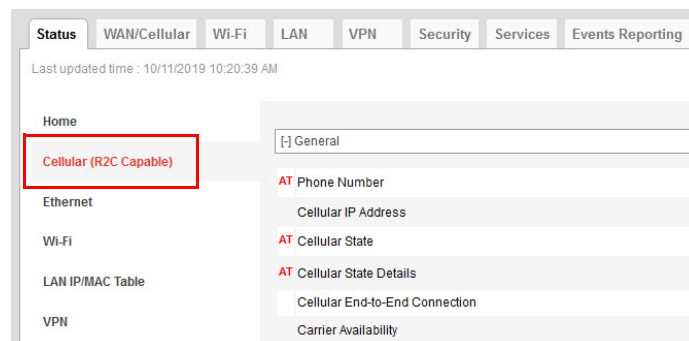 Status WAN/Cellular Wi-Fi LAN VPN Security Services Events Reporting
Last updated time : 10/11/2019 10:20:39 AM
Home
Cellular (R2C Capable)
Ethernet
Wi-Fi
LAN IP/MAC Table
VPN
[-] General
AT Phone Number
Cellular IP Address
AT Cellular State
AT Cellular State Details
Cellular End-to-End Connection
Carrier Availability